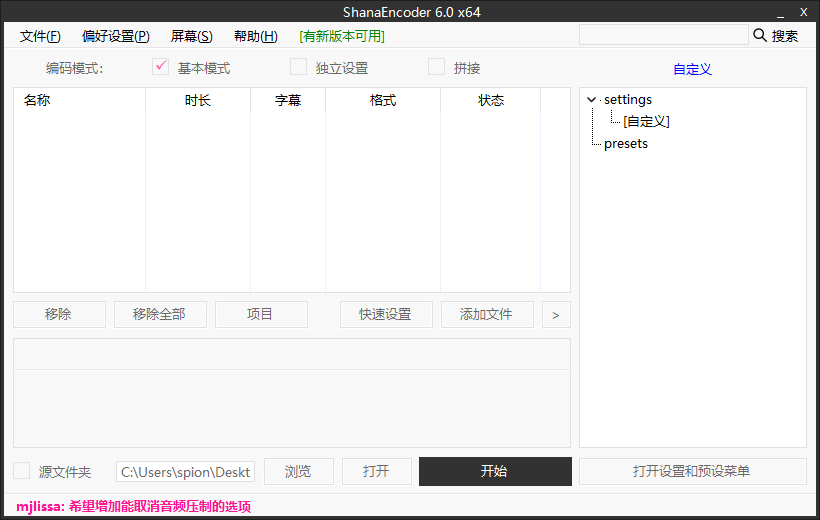 ShanaEncoder 6.0 x64 _ X
文件(F) 偏好设置(P) 屏幕(S) 帮助(H) [有新版本可用] 搜索
编码模式: 基本模式 独立设置 拼接 自定义
名称 时长 字幕 格式 状态
settings
[自定义]
presets
移除 移除全部 项目 快速设置 添加文件 >
源文件夹 C:\Users\spion\Deskt 浏览 打开 开始 打开设置和预设菜单
mjlissa: 希望增加能取消音频压制的选项